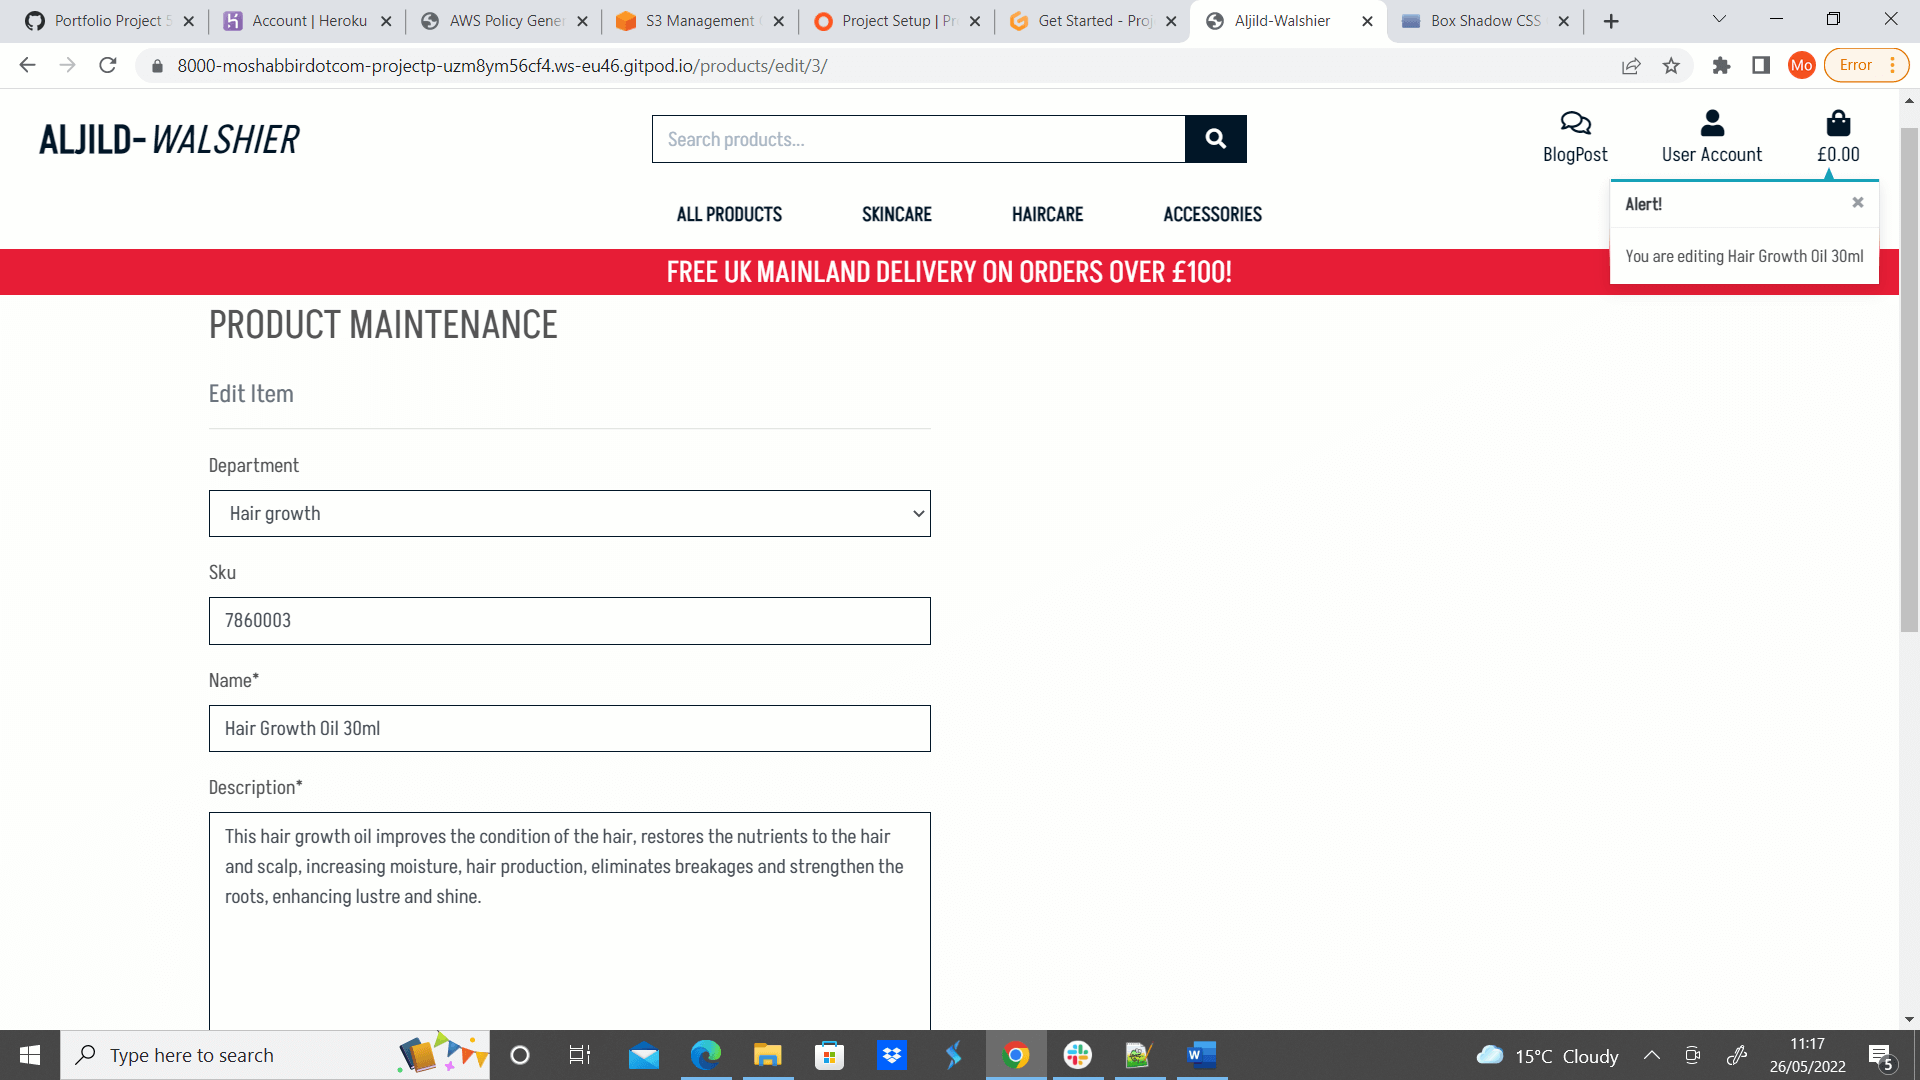 Portfolio Project 5
Account | Heroku
AWS Policy Gener
S3 Management C
Project Setup | Pr
Get Started - Proj
Aljild-Walshier
Box Shadow CSS
8000-moshabbirdotcom-projectp-uzm8ym56cf4.ws-eu46.gitpod.io/products/edit/3/
Mo
Error
ALJILD-WALSHIER
Search products...
BlogPost
User Account
£0.00
ALL PRODUCTS
SKINCARE
HAIRCARE
ACCESSORIES
Alert!
You are editing Hair Growth Oil 30ml
FREE UK MAINLAND DELIVERY ON ORDERS OVER £100!
PRODUCT MAINTENANCE
Edit Item
Department
Hair growth
Sku
7860003
Name*
Hair Growth Oil 30ml
Description*
This hair growth oil improves the condition of the hair, restores the nutrients to the hair
and scalp, increasing moisture, hair production, eliminates breakages and strengthen the
roots, enhancing lustre and shine.
Type here to search
W
15°C Cloudy
11:17
26/05/2022
5